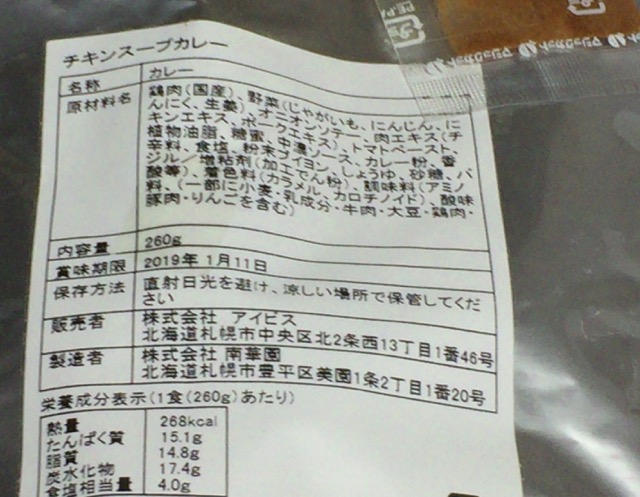 チキンスープカレー
名称 カレー
原材料名 鶏肉(国産)、野菜(じゃがいも、にんじん、に
んにく、生姜)、オニオンソテー、肉エキス(チ
キンエキス、ポークエキス)、トマトペースト、
植物油脂、糖蜜、中濃ソース、カレー粉、香
辛料、食塩、粉末ブイヨン、しょうゆ、砂糖、バ
ジル/増粘剤(加工でん粉)、調味料(アミノ
酸等)、着色料(カラメル、カロチノイド)、酸味
料、(一部に小麦・乳成分・牛肉・大豆・鶏肉・
豚肉・りんごを含む)
内容量 260g
賞味期限 2019年 1月11日
保存方法 直射日光を避け、涼しい場所で保管してくだ
さい
販売者 株式会社 アイビス
北海道札幌市中央区北2条西13丁目1番46号
製造者 株式会社 南華園
北海道札幌市豊平区美園1条2丁目1番20号
栄養成分表示(1食(260g)あたり)
熱量 268kcal
たんぱく質 15.1g
脂質 14.8g
炭水化物 17.4g
食塩相当量 4.0g